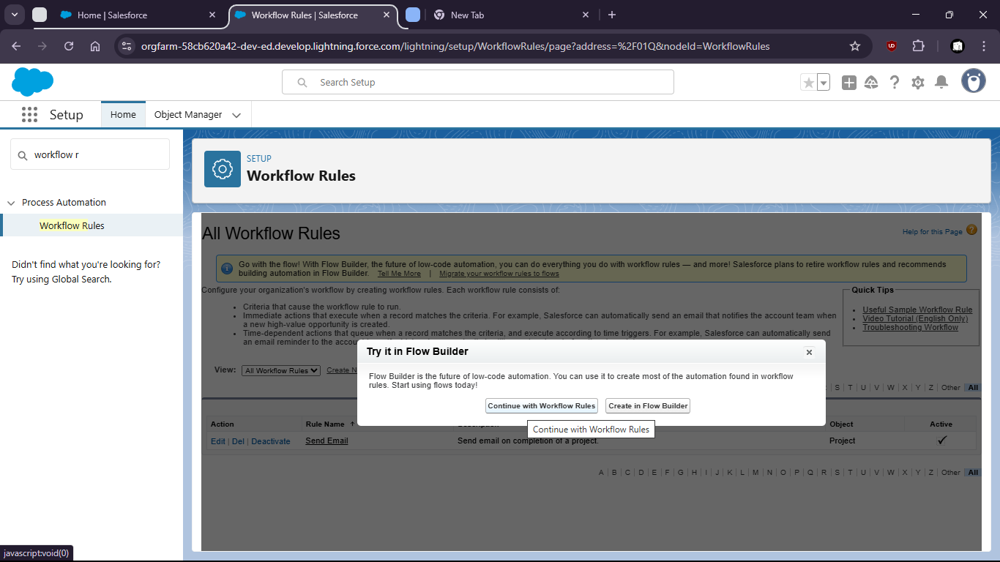 Home | Salesforce
Workflow Rules | Salesforce
New Tab
orgfarm-58cb620a42-dev-ed.develop.lightning.force.com/lightning/setup/WorkflowRules/page?address=%2F01Q&nodeId=WorkflowRules
Search Setup
Setup
Home
Object Manager
workflow r
Process Automation
Workflow Rules
Didn't find what you're looking for?
Try using Global Search.
SETUP
Workflow Rules
All Workflow Rules
Help for this Page
Go with the flow! With Flow Builder, the future of low-code automation, you can do everything you do with workflow rules — and more! Salesforce plans to retire workflow rules and recommends
building automation in Flow Builder. Tell Me More | Migrate your workflow rules to flows
Configure your organization's workflow by creating workflow rules. Each workflow rule consists of:
• Criteria that cause the workflow rule to run.
• Immediate actions that execute when a record matches the criteria. For example, Salesforce can automatically send an email that notifies the account team when
a new high-value opportunity is created.
• Time-dependent actions that queue when a record matches the criteria, and execute according to time triggers. For example, Salesforce can automatically send
an email reminder to the account
Quick Tips
• Useful Sample Workflow Rule
• Video Tutorial (English Only)
• Troubleshooting Workflow
View: All Workflow Rules Create N
Try it in Flow Builder
Flow Builder is the future of low-code automation. You can use it to create most of the automation found in workflow
rules. Start using flows today!
Continue with Workflow Rules
Create in Flow Builder
Continue with Workflow Rules
S | T | U | V | W | X | Y | Z | Other | All
Action Rule Name ↑ Description Object Active
Edit | Del | Deactivate Send Email Send email on completion of a project. Project
A | B | C | D | E | F | G | H | I | J | K | L | M | N | O | P | Q | R | S | T | U | V | W | X | Y | Z | Other | All
javascript:void(0)